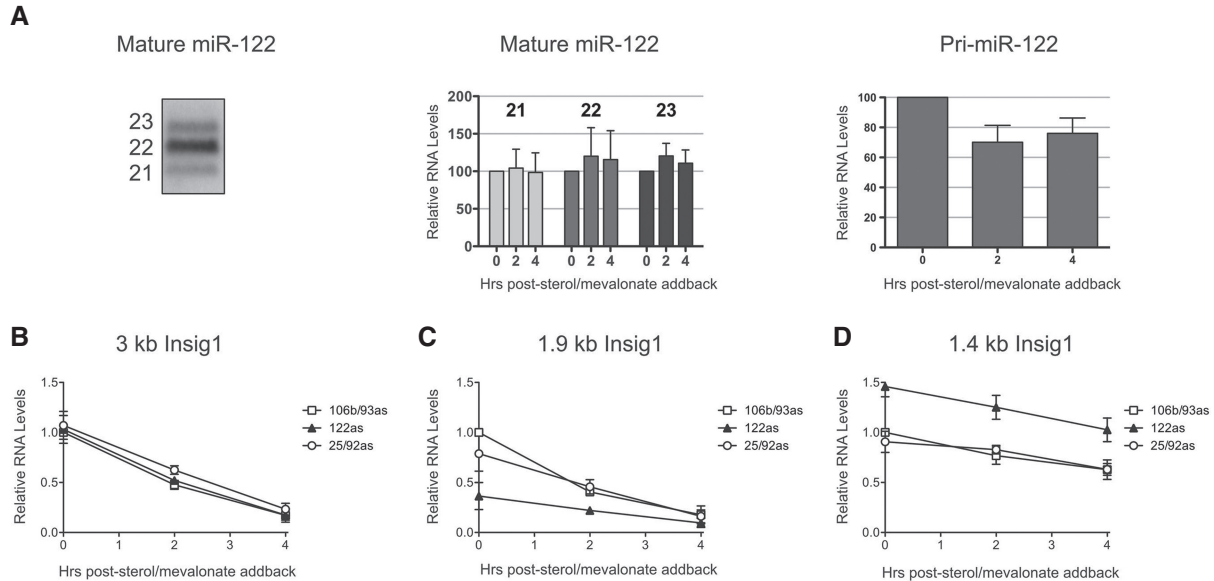 A
Mature miR-122
23
22
21
Mature miR-122
Relative RNA Levels
200
150
100
50
0
21
22
23
0 2 4 0 2 4 0 2 4
Hrs post-sterol/mevalonate addback
Pri-miR-122
Relative RNA Levels
100
80
60
40
20
0
0 2 4
Hrs post-sterol/mevalonate addback
B
3 kb Insig1
Relative RNA Levels
1.5
1.0
0.5
0.0
0 1 2 3 4
Hrs post-sterol/mevalonate addback
106b/93as
122as
25/92as
C
1.9 kb Insig1
Relative RNA Levels
1.5
1.0
0.5
0.0
0 1 2 3 4
Hrs post-sterol/mevalonate addback
106b/93as
122as
25/92as
D
1.4 kb Insig1
Relative RNA Levels
1.5
1.0
0.5
0.0
0 1 2 3 4
Hrs post-sterol/mevalonate addback
106b/93as
122as
25/92as